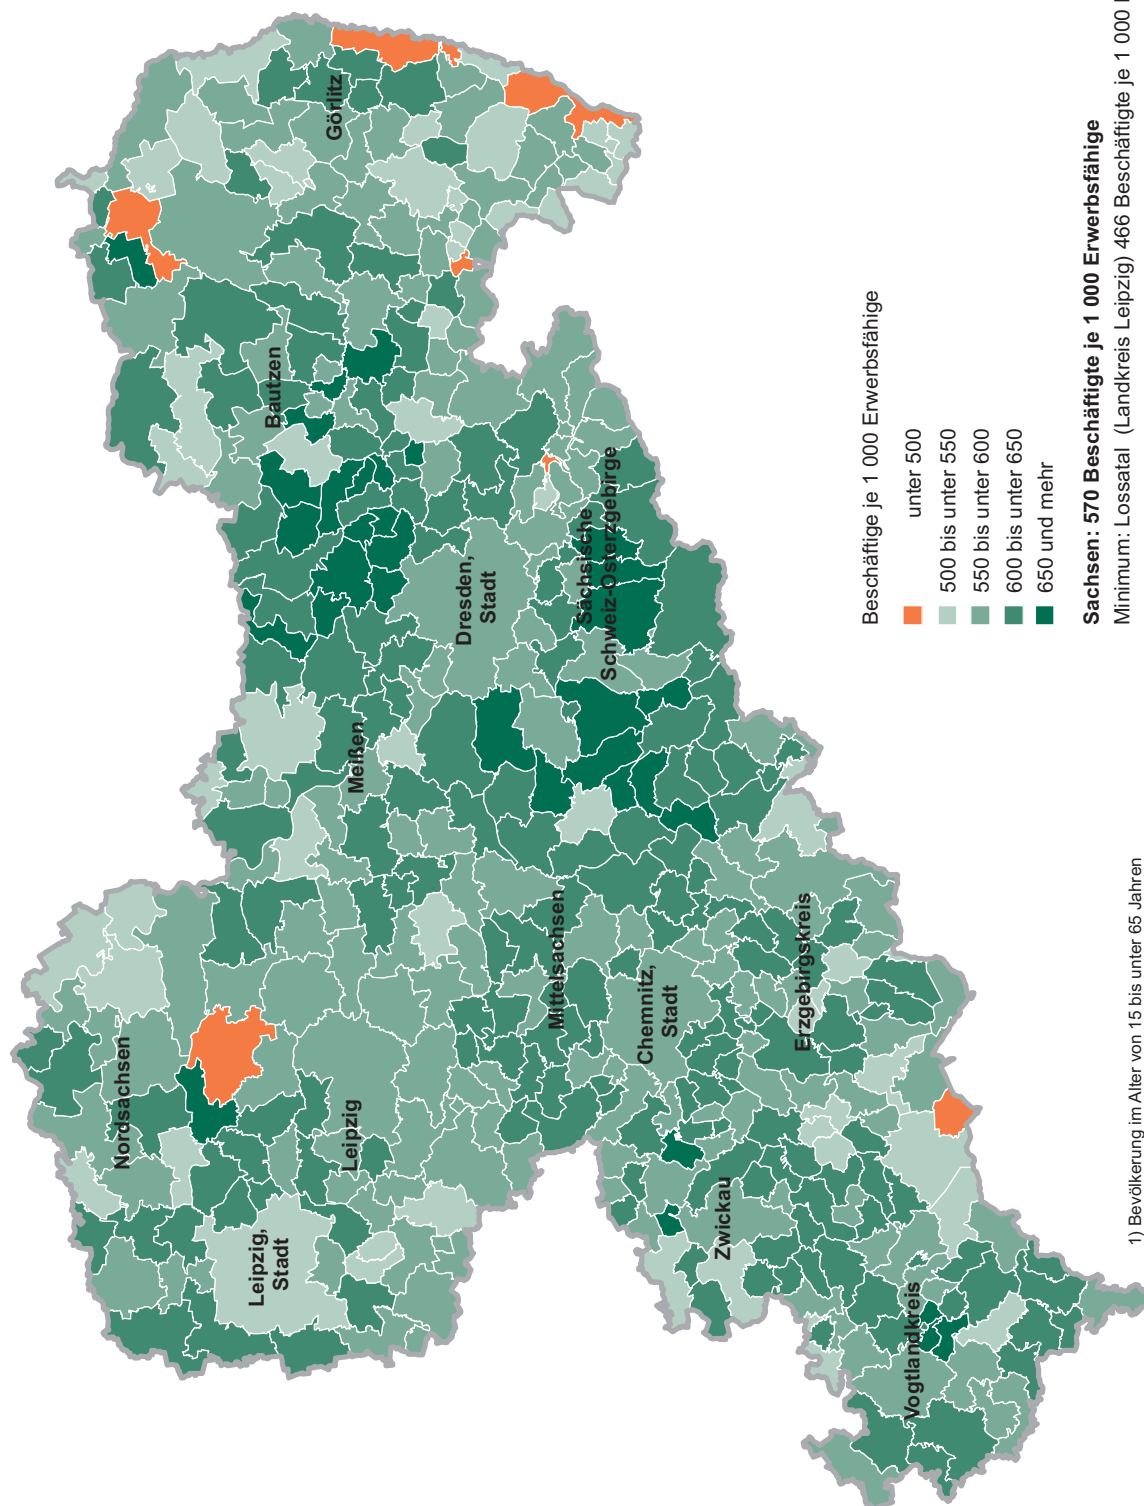 Görlitz
Bautzen
Nordsachsen
Meißen
Leipzig
Leipzig,
Stadt
Dresden,
Stadt
Sächsische
Schweiz-Osterzgebirge
Mittelsachsen
Chemnitz,
Stadt
Erzgebirgskreis
Zwickau
Vogtlandkreis
Beschäftige je 1 000 Erwerbsfähige
unter 500
500 bis unter 550
550 bis unter 600
600 bis unter 650
650 und mehr
Sachsen: 570 Beschäftigte je 1 000 Erwerbsfähige
Minimum: Lossatal (Landkreis Leipzig) 466 Beschäftigte je 1 000
1) Bevölkerung im Alter von 15 bis unter 65 Jahren